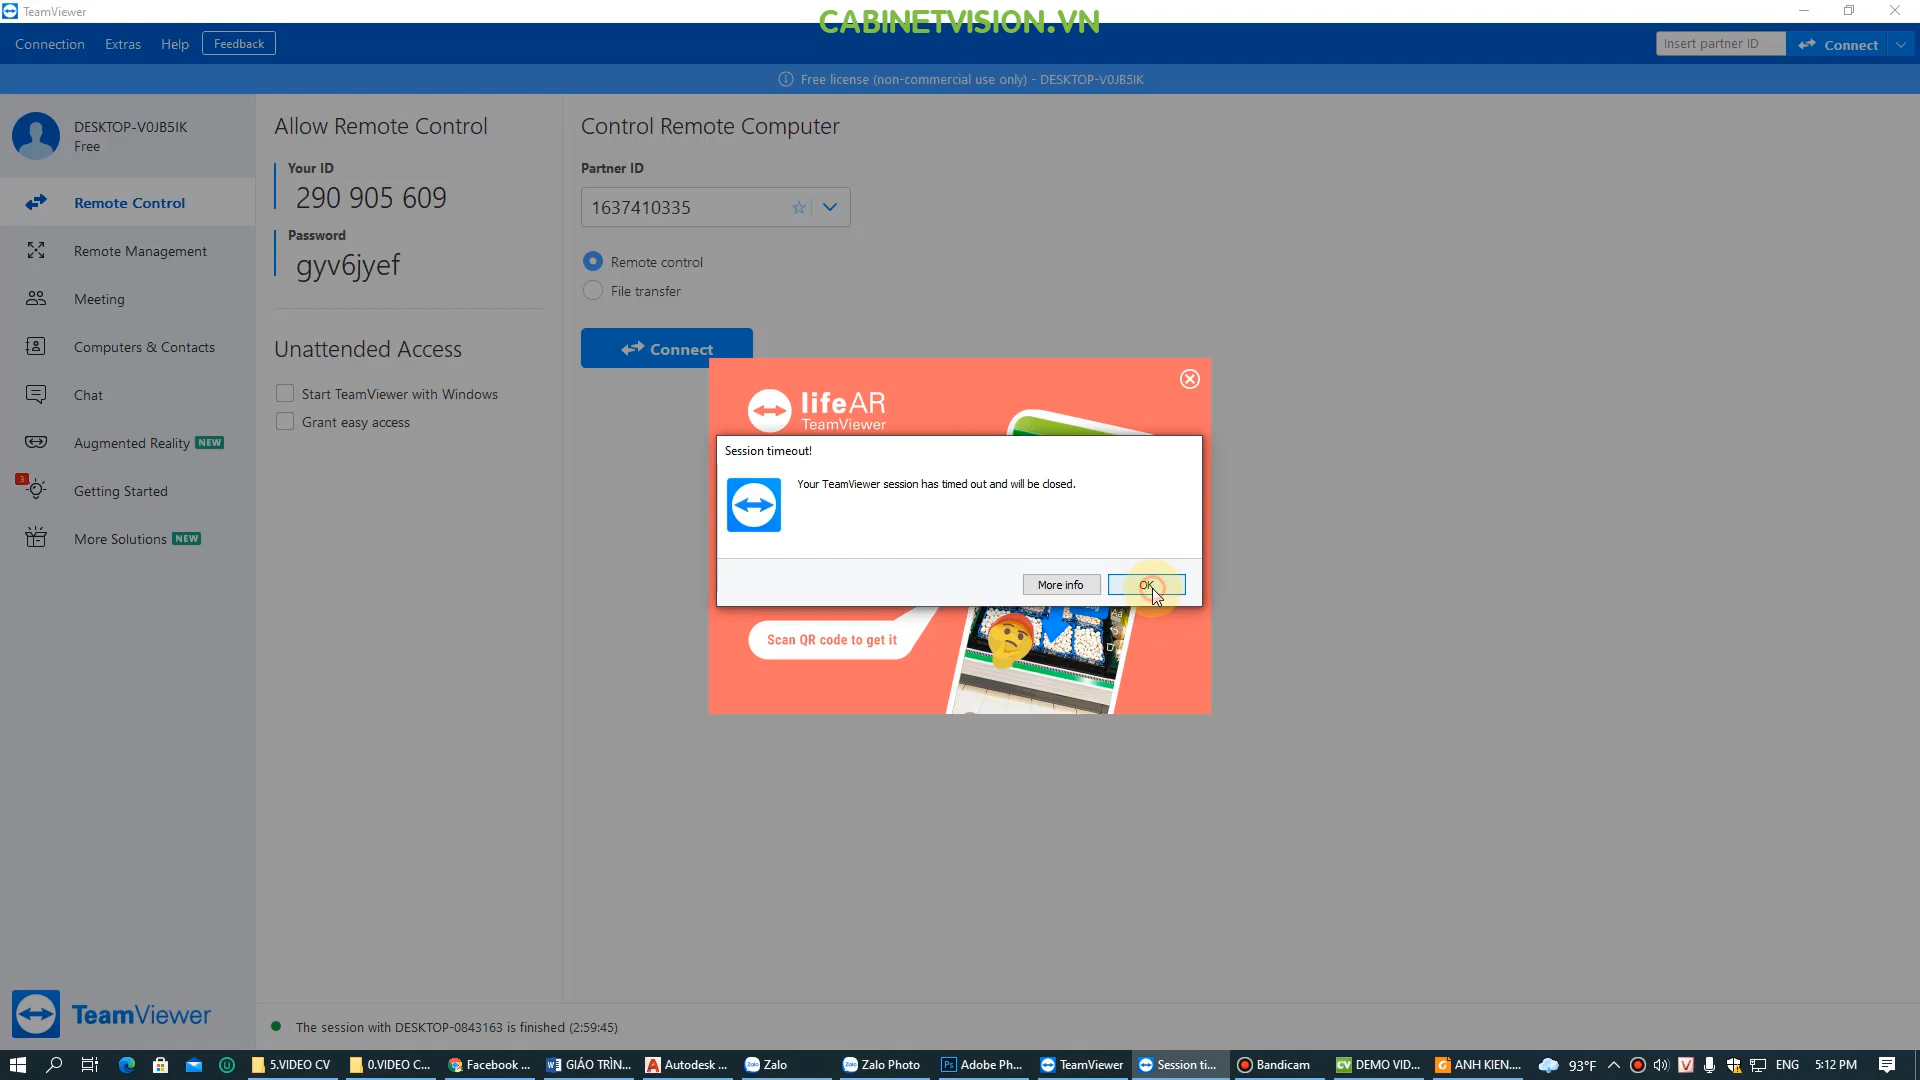 TeamViewer
CABINETVISION.VN
Connection Extras Help Feedback
Insert partner ID
Connect
Free license (non-commercial use only) - DESKTOP-V0JB5IK
DESKTOP-V0JB5IK
Free
Remote Control
Remote Management
Meeting
Computers & Contacts
Chat
Augmented Reality NEW
3
Getting Started
More Solutions NEW
Allow Remote Control
Your ID
290 905 609
Password
gyv6jyef
Unattended Access
Start TeamViewer with Windows
Grant easy access
Control Remote Computer
Partner ID
1637410335
Remote control
File transfer
Connect
lifeAR
TeamViewer
Session timeout!
Your TeamViewer session has timed out and will be closed.
More info
OK
Scan QR code to get it
TeamViewer
The session with DESKTOP-0843163 is finished (2:59:45)
5.VIDEO CV
0.VIDEO C...
Facebook ...
GIÁO TRÌN...
Autodesk ...
Zalo
Zalo Photo
Adobe Ph...
TeamViewer
Session ti...
Bandicam
DEMO VID...
ANH KIEN....
93°F
ENG
5:12 PM